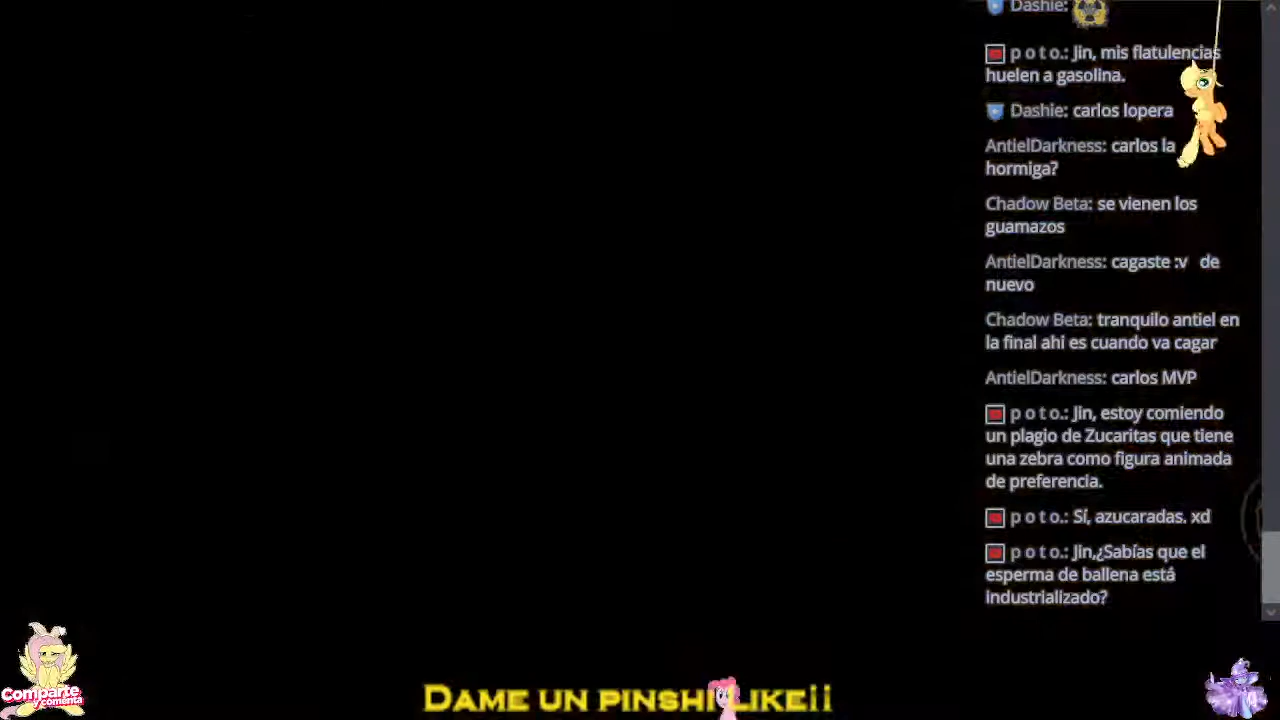 Dashie:
p o t o.: Jin, mis flatulencias
huelen a gasolina.
Dashie: carlos lopera
AntielDarkness: carlos la
hormiga?
Chadow Beta: se vienen los
guamazos
AntielDarkness: cagaste :v de
nuevo
Chadow Beta: tranquilo antiel en
la final ahi es cuando va cagar
AntielDarkness: carlos MVP
p o t o.: Jin, estoy comiendo
un plagio de Zucaritas que tiene
una zebra como figura animada
de preferencia.
p o t o.: Sí, azucaradas. xd
p o t o.: Jin,¿Sabías que el
esperma de ballena está
industrializado?
Comparte
y comenta
DAME UN PINSHI LIKE¡¡